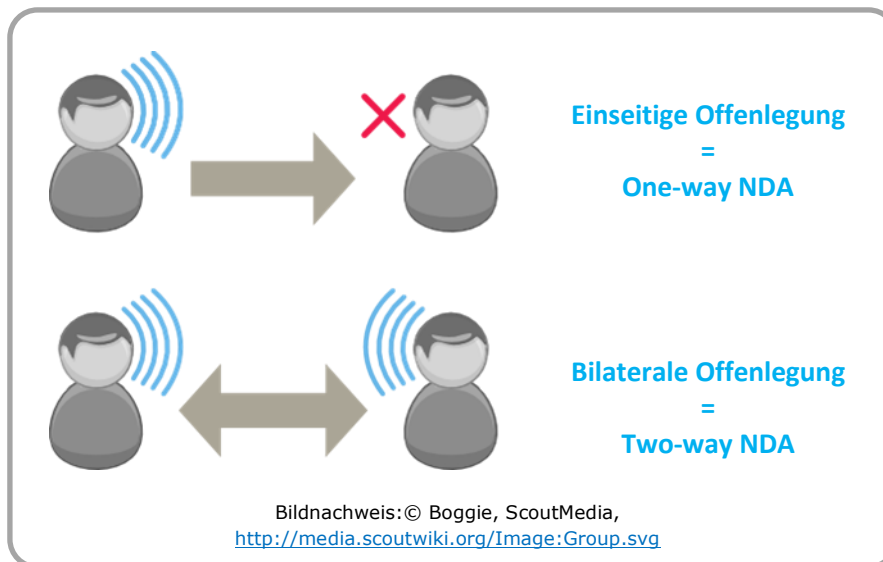 Einseitige Offenlegung
=
One-way NDA
Bilaterale Offenlegung
=
Two-way NDA
Bildnachweis:© Boggie, ScoutMedia,
http://media.scoutwiki.org/Image:Group.svg